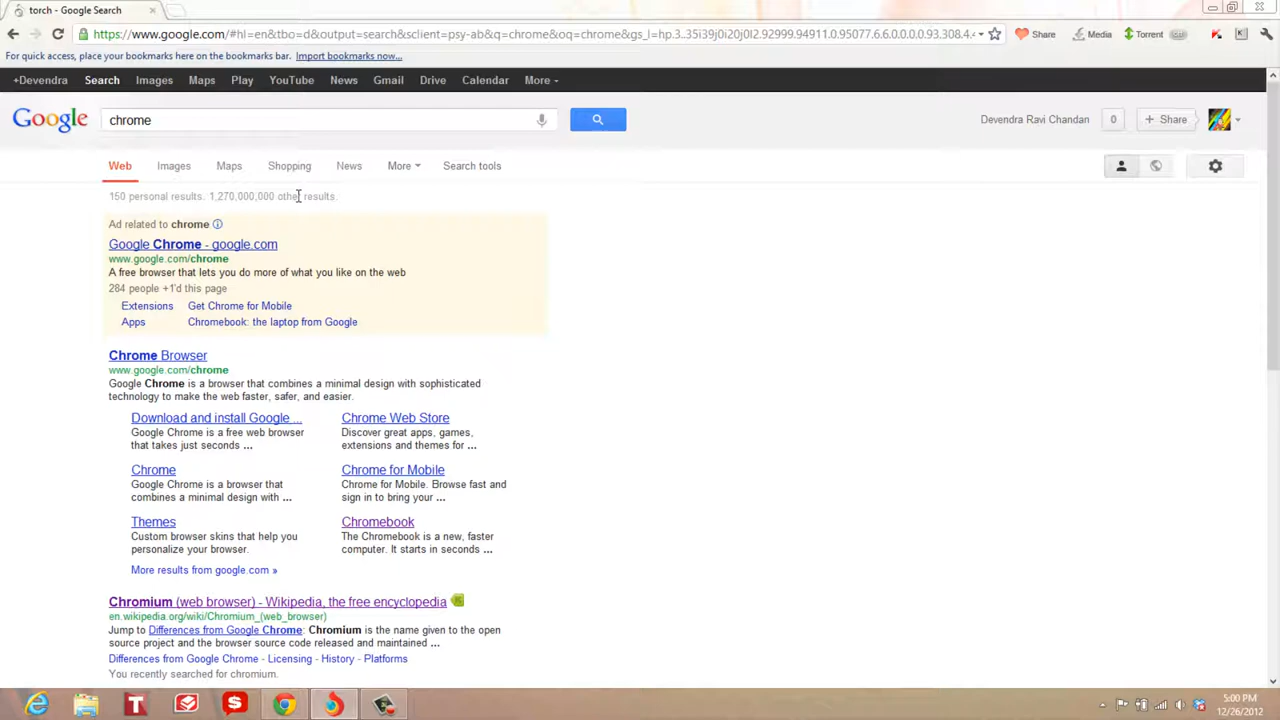 torch - Google Search
https://www.google.com/#hl=en&tbo=d&output=search&sclient=psy-ab&q=chrome&oq=chrome&gs_l=hp.3..35i39j0i20j0l2.92999.94911.0.95077.6.6.0.0.0.0.93.308.4.
Share Media Torrent
For quick access, place your bookmarks here on the bookmarks bar. Import bookmarks now...
+Devendra Search Images Maps Play YouTube News Gmail Drive Calendar More
Google chrome Devendra Ravi Chandan 0 + Share
Web Images Maps Shopping News More Search tools
150 personal results. 1,270,000,000 other results.
Ad related to chrome
Google Chrome - google.com
www.google.com/chrome
A free browser that lets you do more of what you like on the web
284 people +1'd this page
Extensions Get Chrome for Mobile
Apps Chromebook: the laptop from Google
Chrome Browser
www.google.com/chrome
Google Chrome is a browser that combines a minimal design with sophisticated
technology to make the web faster, safer, and easier.
Download and install Google ... Chrome Web Store
Google Chrome is a free web browser Discover great apps, games,
that takes just seconds ... extensions and themes for ...
Chrome Chrome for Mobile
Google Chrome is a browser that Chrome for Mobile. Browse fast and
combines a minimal design with ... sign in to bring your ...
Themes Chromebook
Custom browser skins that help you The Chromebook is a new, faster
personalize your browser. computer. It starts in seconds ...
More results from google.com »
Chromium (web browser) - Wikipedia, the free encyclopedia
en.wikipedia.org/wiki/Chromium_(web_browser)
Jump to Differences from Google Chrome: Chromium is the name given to the open
source project and the browser source code released and maintained ...
Differences from Google Chrome - Licensing - History - Platforms
You recently searched for chromium.
5:00 PM
12/26/2012